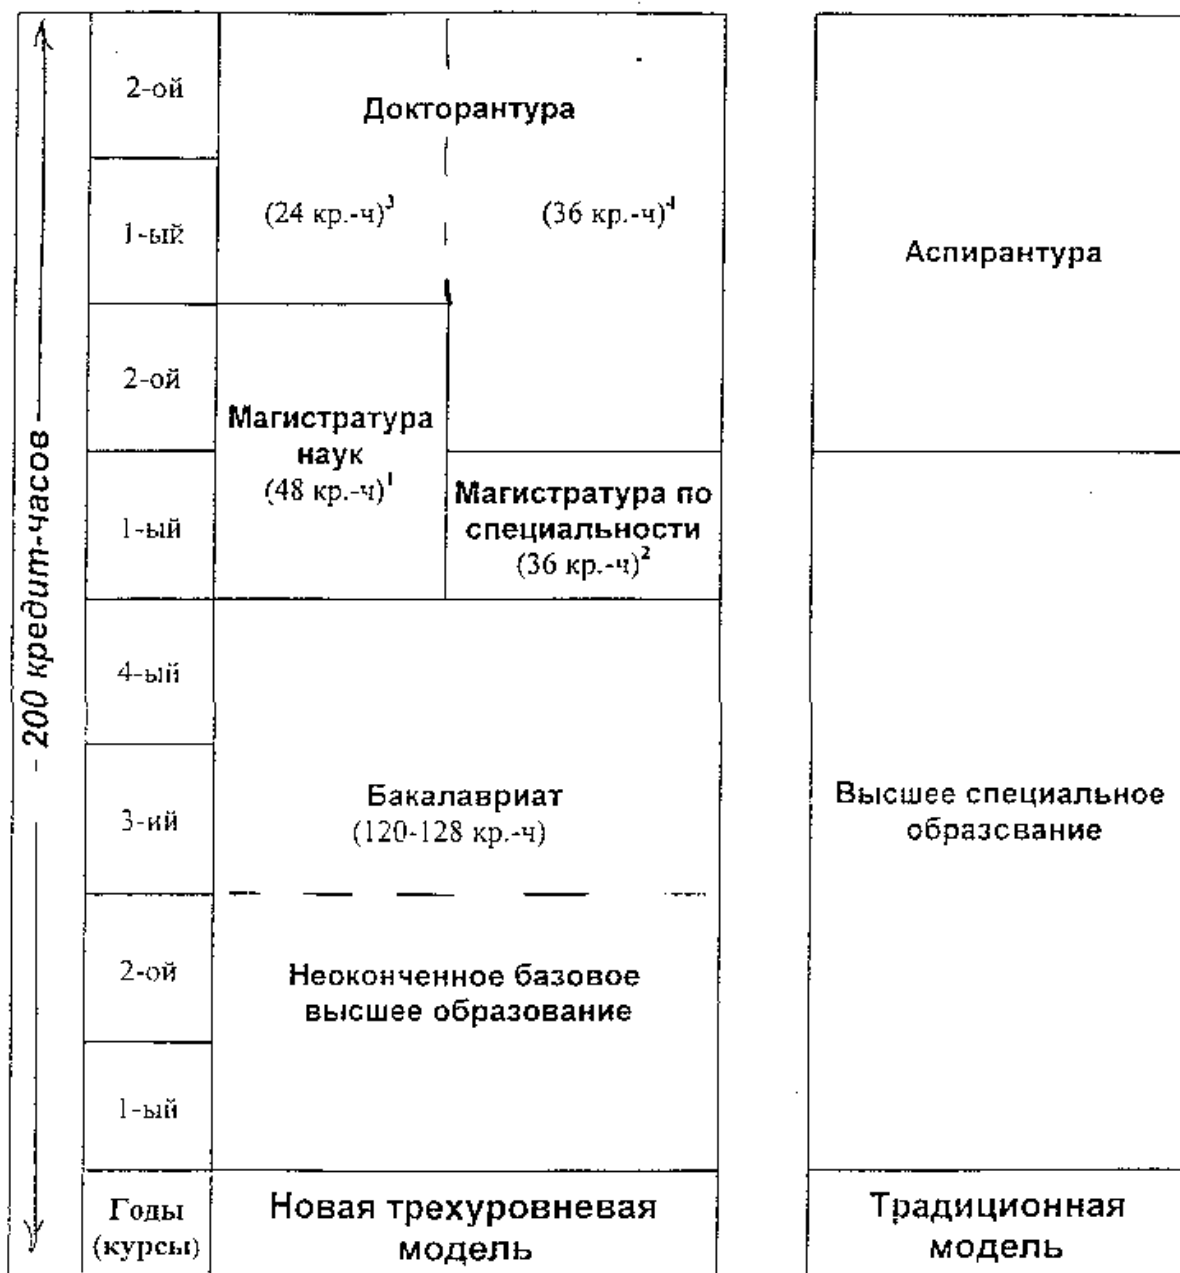 200 кредит-часов
2-ой
1-ый
2-ой
1-ый
4-ый
3-ий
2-ой
1-ый
Годы
(курсы)
Докторантура
(24 кр.-ч)³
(36 кр.-ч)⁴
Магистратура
наук
(48 кр.-ч)¹
Магистратура по
специальности
(36 кр.-ч)²
Бакалавриат
(120-128 кр.-ч)
Неоконченное базовое
высшее образование
Новая трехуровневая
модель
Аспирантура
Высшее специальное
образсвание
Традиционная
модель